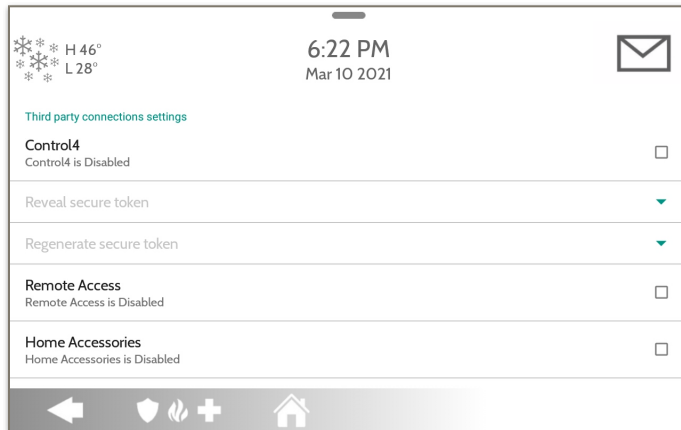 H 46°
L 28°
6:22 PM
Mar 10 2021
Third party connections settings
Control4
Control4 is Disabled
Reveal secure token
Regenerate secure token
Remote Access
Remote Access is Disabled
Home Accessories
Home Accessories is Disabled